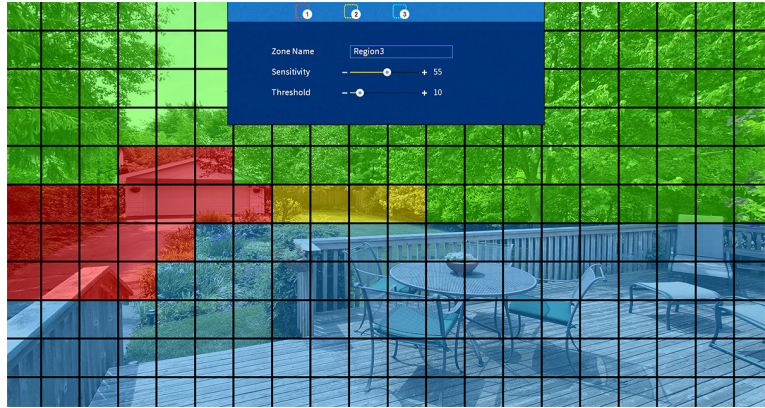 1 2 3
Zone Name Region3
Sensitivity - + 55
Threshold - + 10